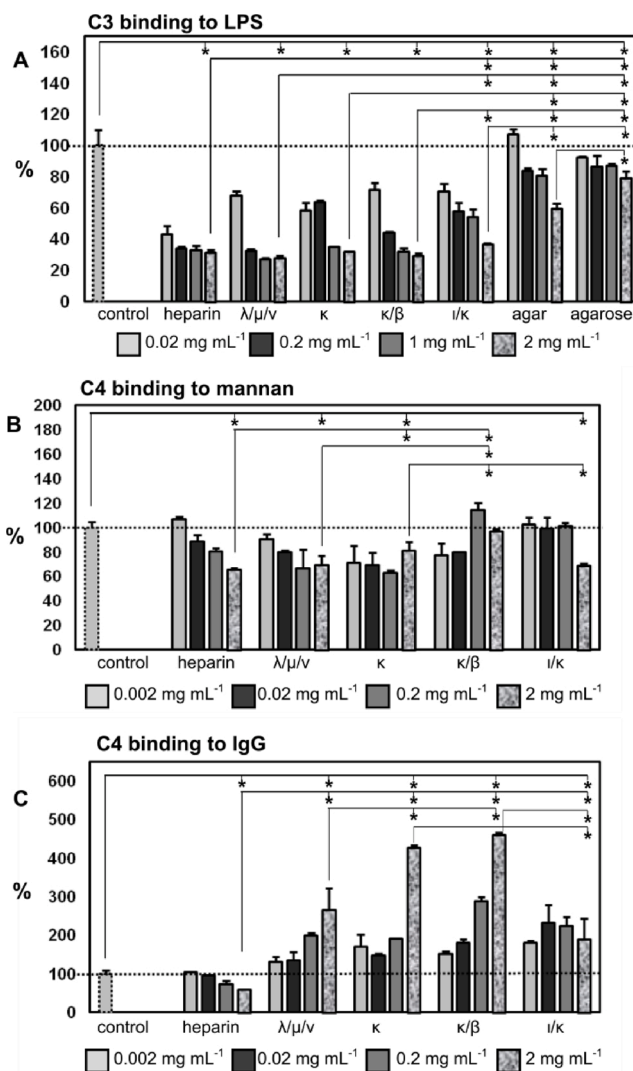 C3 binding to LPS
A
160
140
120
100
%
80
60
40
20
0
control heparin λ/μ/ν κ κ/β ι/κ agar agarose
0.02 mg mL⁻¹ 0.2 mg mL⁻¹ 1 mg mL⁻¹ 2 mg mL⁻¹
C4 binding to mannan
B
200
180
160
140
120
100
%
80
60
40
20
0
control heparin λ/μ/ν κ κ/β ι/κ
0.002 mg mL⁻¹ 0.02 mg mL⁻¹ 0.2 mg mL⁻¹ 2 mg mL⁻¹
C4 binding to IgG
C
600
500
400
%
300
200
100
0
control heparin λ/μ/ν κ κ/β ι/κ
0.002 mg mL⁻¹ 0.02 mg mL⁻¹ 0.2 mg mL⁻¹ 2 mg mL⁻¹